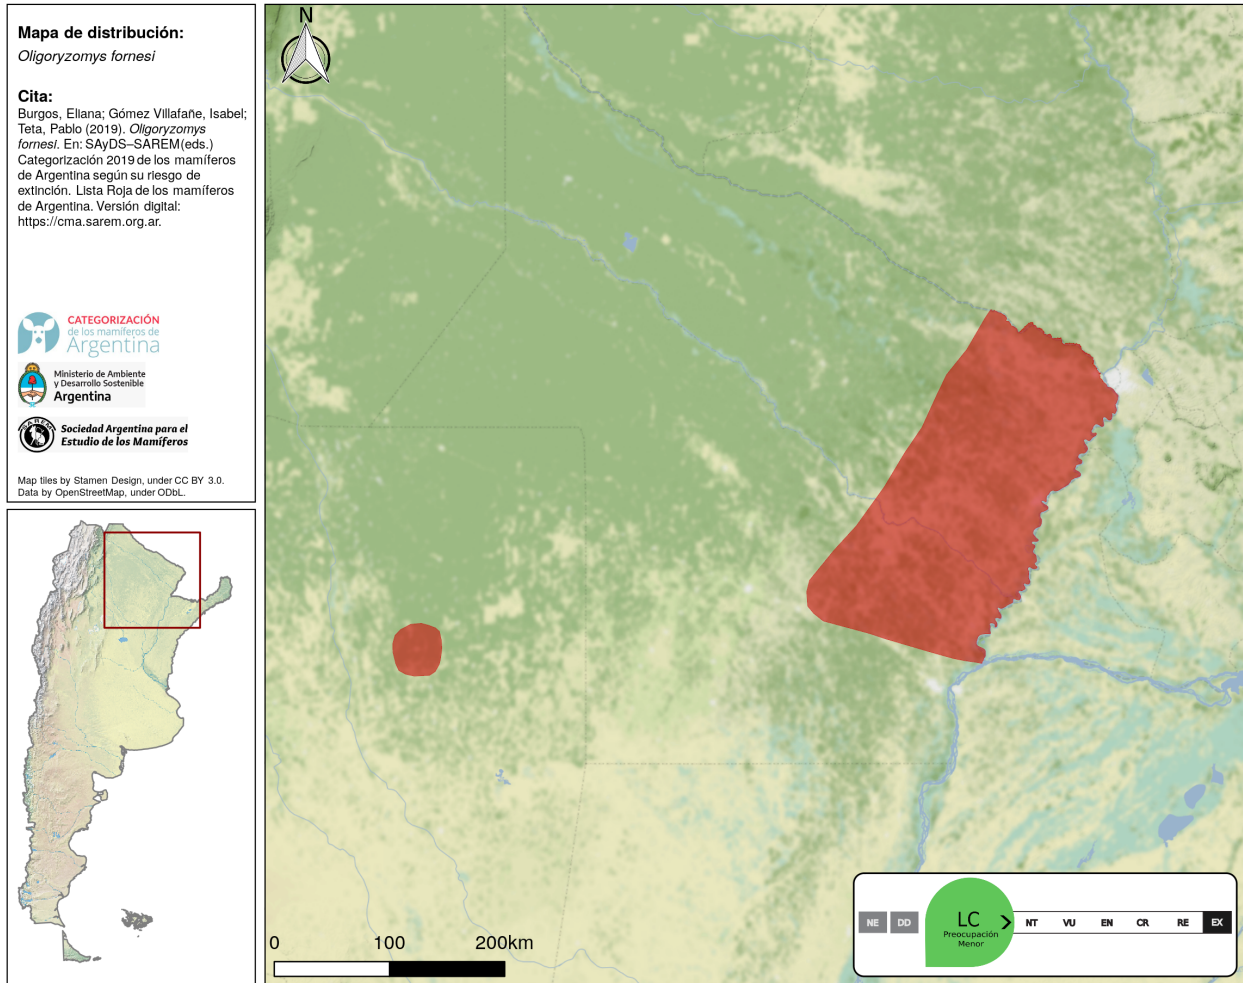 Mapa de distribución:
Oligoryzomys fornesi
Cita:
Burgos, Eliana; Gómez Villafañe, Isabel;
Teta, Pablo (2019). Oligoryzomys
fornesi. En: SAyDS–SAREM(eds.)
Categorización 2019 de los mamíferos
de Argentina según su riesgo de
extinción. Lista Roja de los mamíferos
de Argentina. Versión digital:
https://cma.sarem.org.ar.
CATEGORIZACIÓN
de los mamíferos de
Argentina
Ministerio de Ambiente
y Desarrollo Sostenible
Argentina
SAREM
Sociedad Argentina para el
Estudio de los Mamíferos
Map tiles by Stamen Design, under CC BY 3.0.
Data by OpenStreetMap, under ODbL.
N
0 100 200km
NE DD LC NT VU EN CR RE EX
Preocupación
Menor